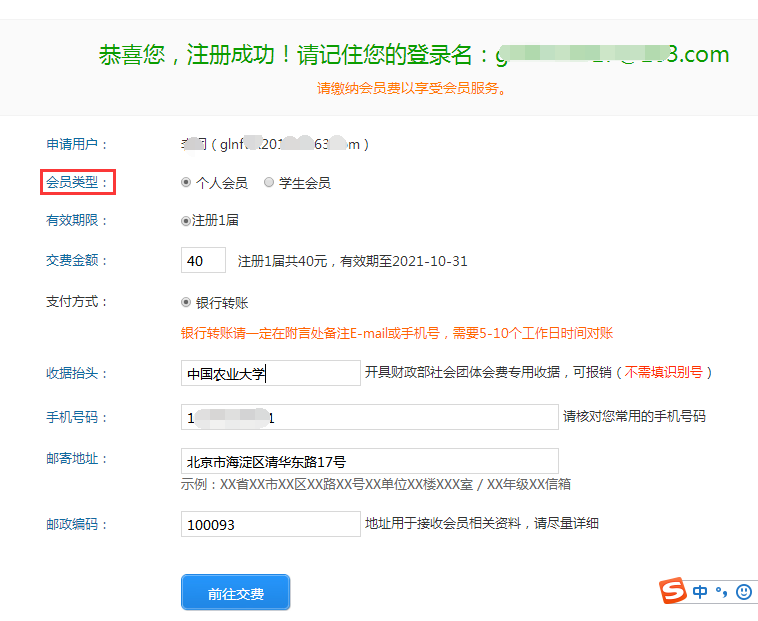 恭喜您，注册成功！请记住您的登录名：g 3.com
请缴纳会员费以享受会员服务。
申请用户： （glnf 201 63 m）
会员类型： 个人会员 学生会员
有效期限： 注册1届
交费金额： 40 注册1届共40元，有效期至2021-10-31
支付方式： 银行转账
银行转账请一定在附言处备注E-mail或手机号，需要5-10个工作日时间对账
收据抬头： 中国农业大学 开具财政部社会团体会费专用收据，可报销（不需填识别号）
手机号码： 1 1 请核对您常用的手机号码
邮寄地址： 北京市海淀区清华东路17号
示例：XX省XX市XX区XX路XX号XX单位XX楼XXX室 / XX年级XX信箱
邮政编码： 100093 地址用于接收会员相关资料，请尽量详细
前往交费
S 中